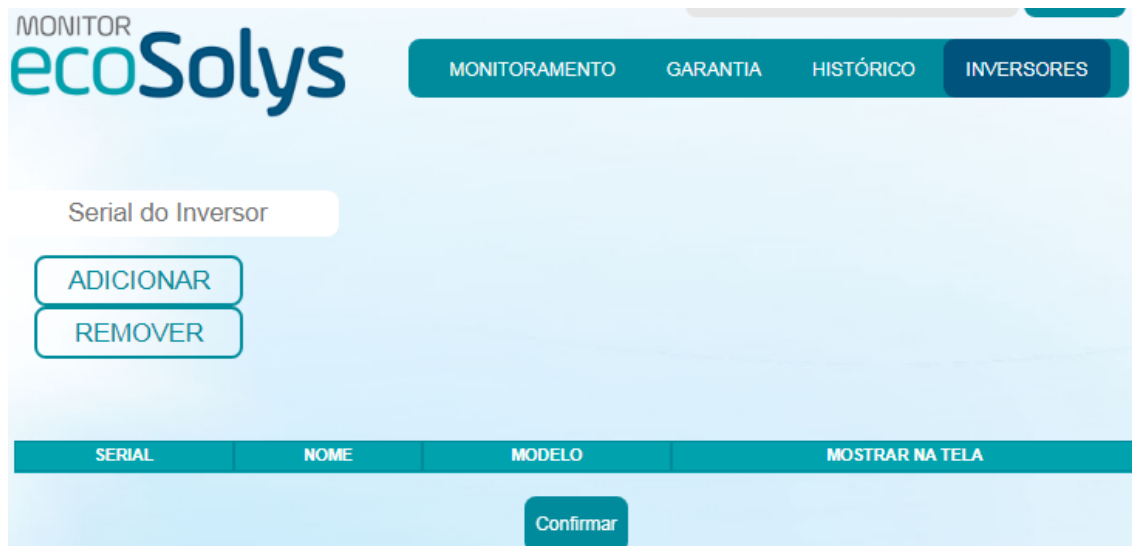 MONITOR
ecoSolys
MONITORAMENTO GARANTIA HISTÓRICO INVERSORES
Serial do Inversor
ADICIONAR
REMOVER
SERIAL NOME MODELO MOSTRAR NA TELA
Confirmar